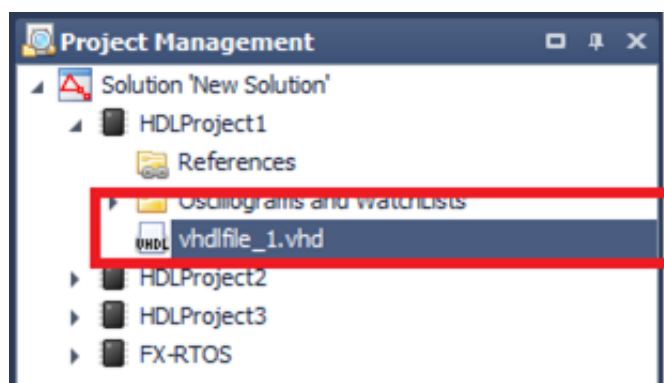 Project Management
Solution 'New Solution'
HDLProject1
References
Oscillograms and WatchLists
VHDL vhdlfile_1.vhd
HDLProject2
HDLProject3
FX-RTOS